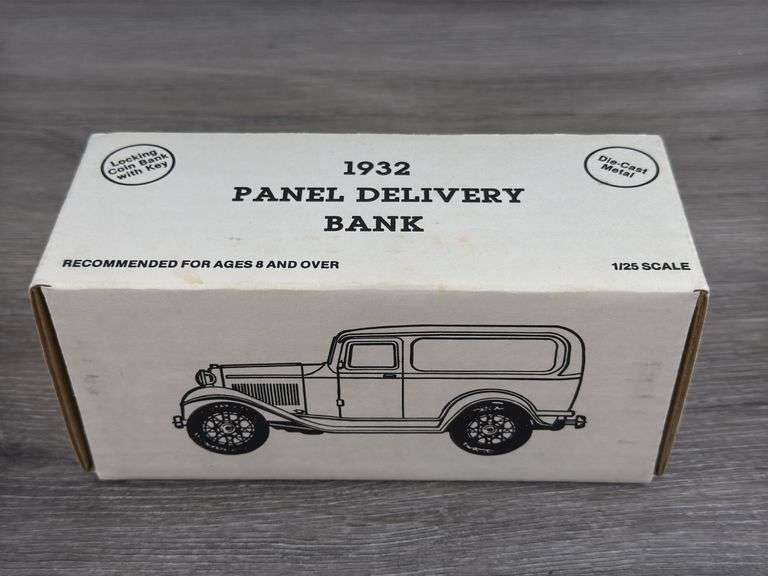 Locking
Coin Bank
with Key
1932
PANEL DELIVERY
BANK
Die-Cast
Metal
RECOMMENDED FOR AGES 8 AND OVER
1/25 SCALE